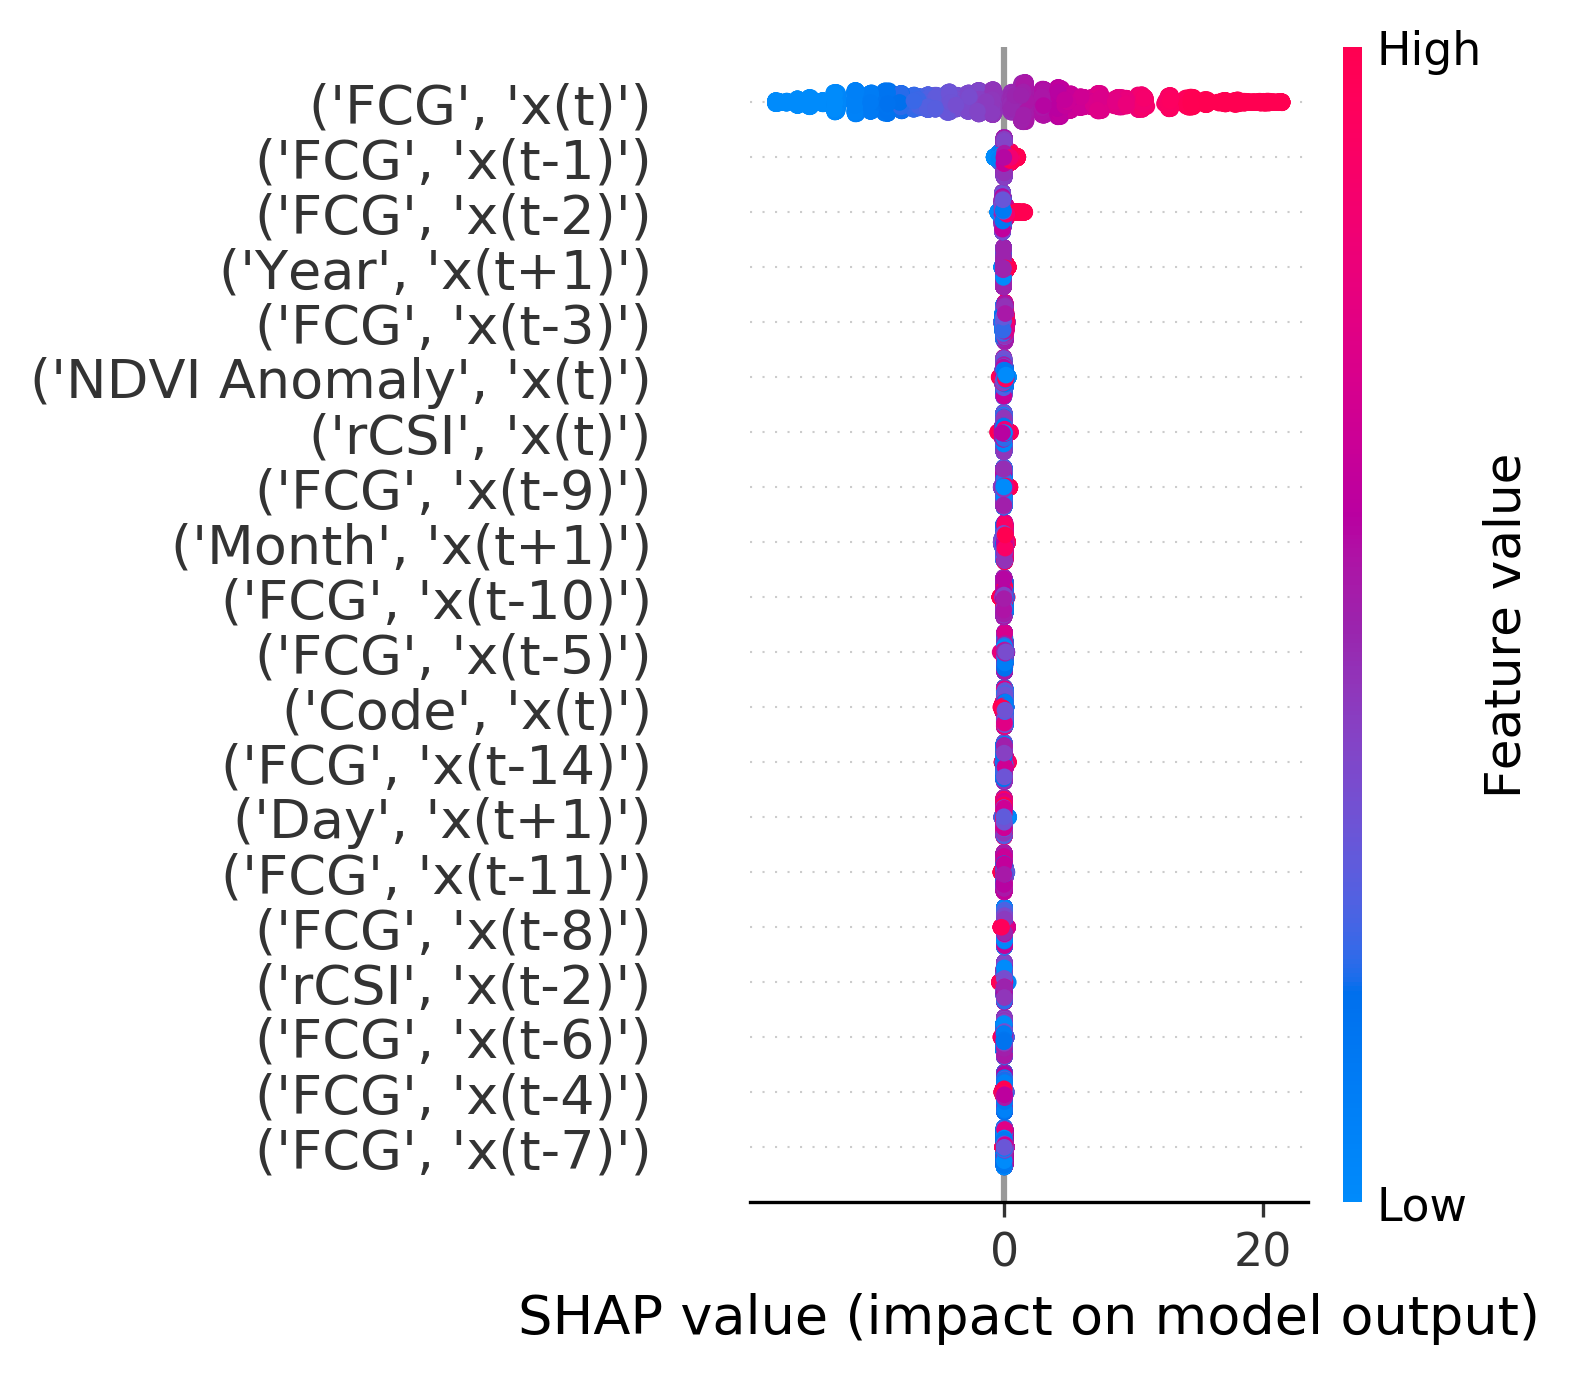 High
('FCG', 'x(t)')
('FCG', 'x(t-1)')
('FCG', 'x(t-2)')
('Year', 'x(t+1)')
('FCG', 'x(t-3)')
('NDVI Anomaly', 'x(t)')
('rCSI', 'x(t)')
('FCG', 'x(t-9)')
('Month', 'x(t+1)')
('FCG', 'x(t-10)')
('FCG', 'x(t-5)')
('Code', 'x(t)')
('FCG', 'x(t-14)')
('Day', 'x(t+1)')
('FCG', 'x(t-11)')
('FCG', 'x(t-8)')
('rCSI', 'x(t-2)')
('FCG', 'x(t-6)')
('FCG', 'x(t-4)')
('FCG', 'x(t-7)')
Feature value
Low
0 20
SHAP value (impact on model output)